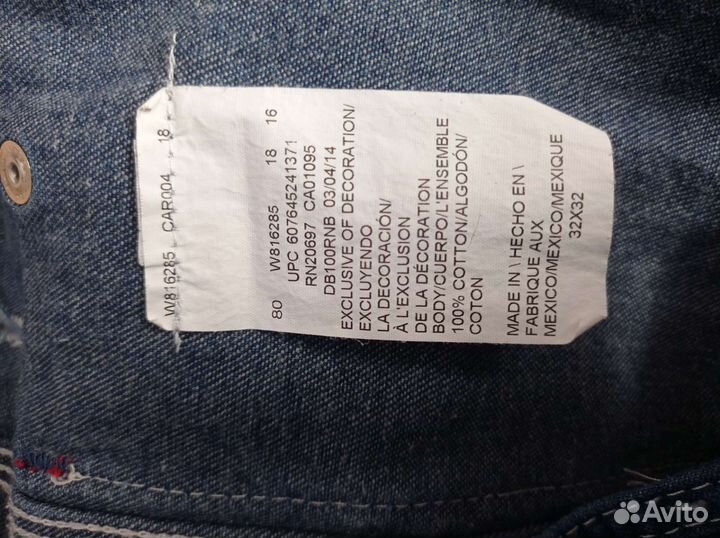 W816285 CAR004 18
80 W816285 18 16
UPC 607645241371
RN20697 CA01095
DB100RNB 03/04/14
EXCLUSIVE OF DECORATION/
EXCLUYENDO
LA DECORACIÓN/
À L'EXCLUSION
DE LA DÉCORATION
BODY/CUERPO/L'ENSEMBLE
100% COTTON/ALGODÓN/
COTON
MADE IN \ HECHO EN \
FABRIQUE AUX
MEXICO/MEXICO/MEXIQUE
32X32
Avito